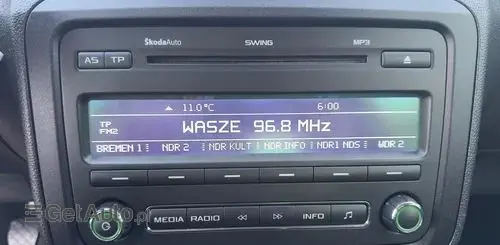 ŠkodaAuto SWING MP3
AS TP
11.0°C 6:00
TP
FM2
WASZE 96.8 MHz
BREMEN 1 NDR 2 NDR KULT NDR INFO NDR1 NDS WDR 2
MEDIA RADIO INFO
GetAuto.pl